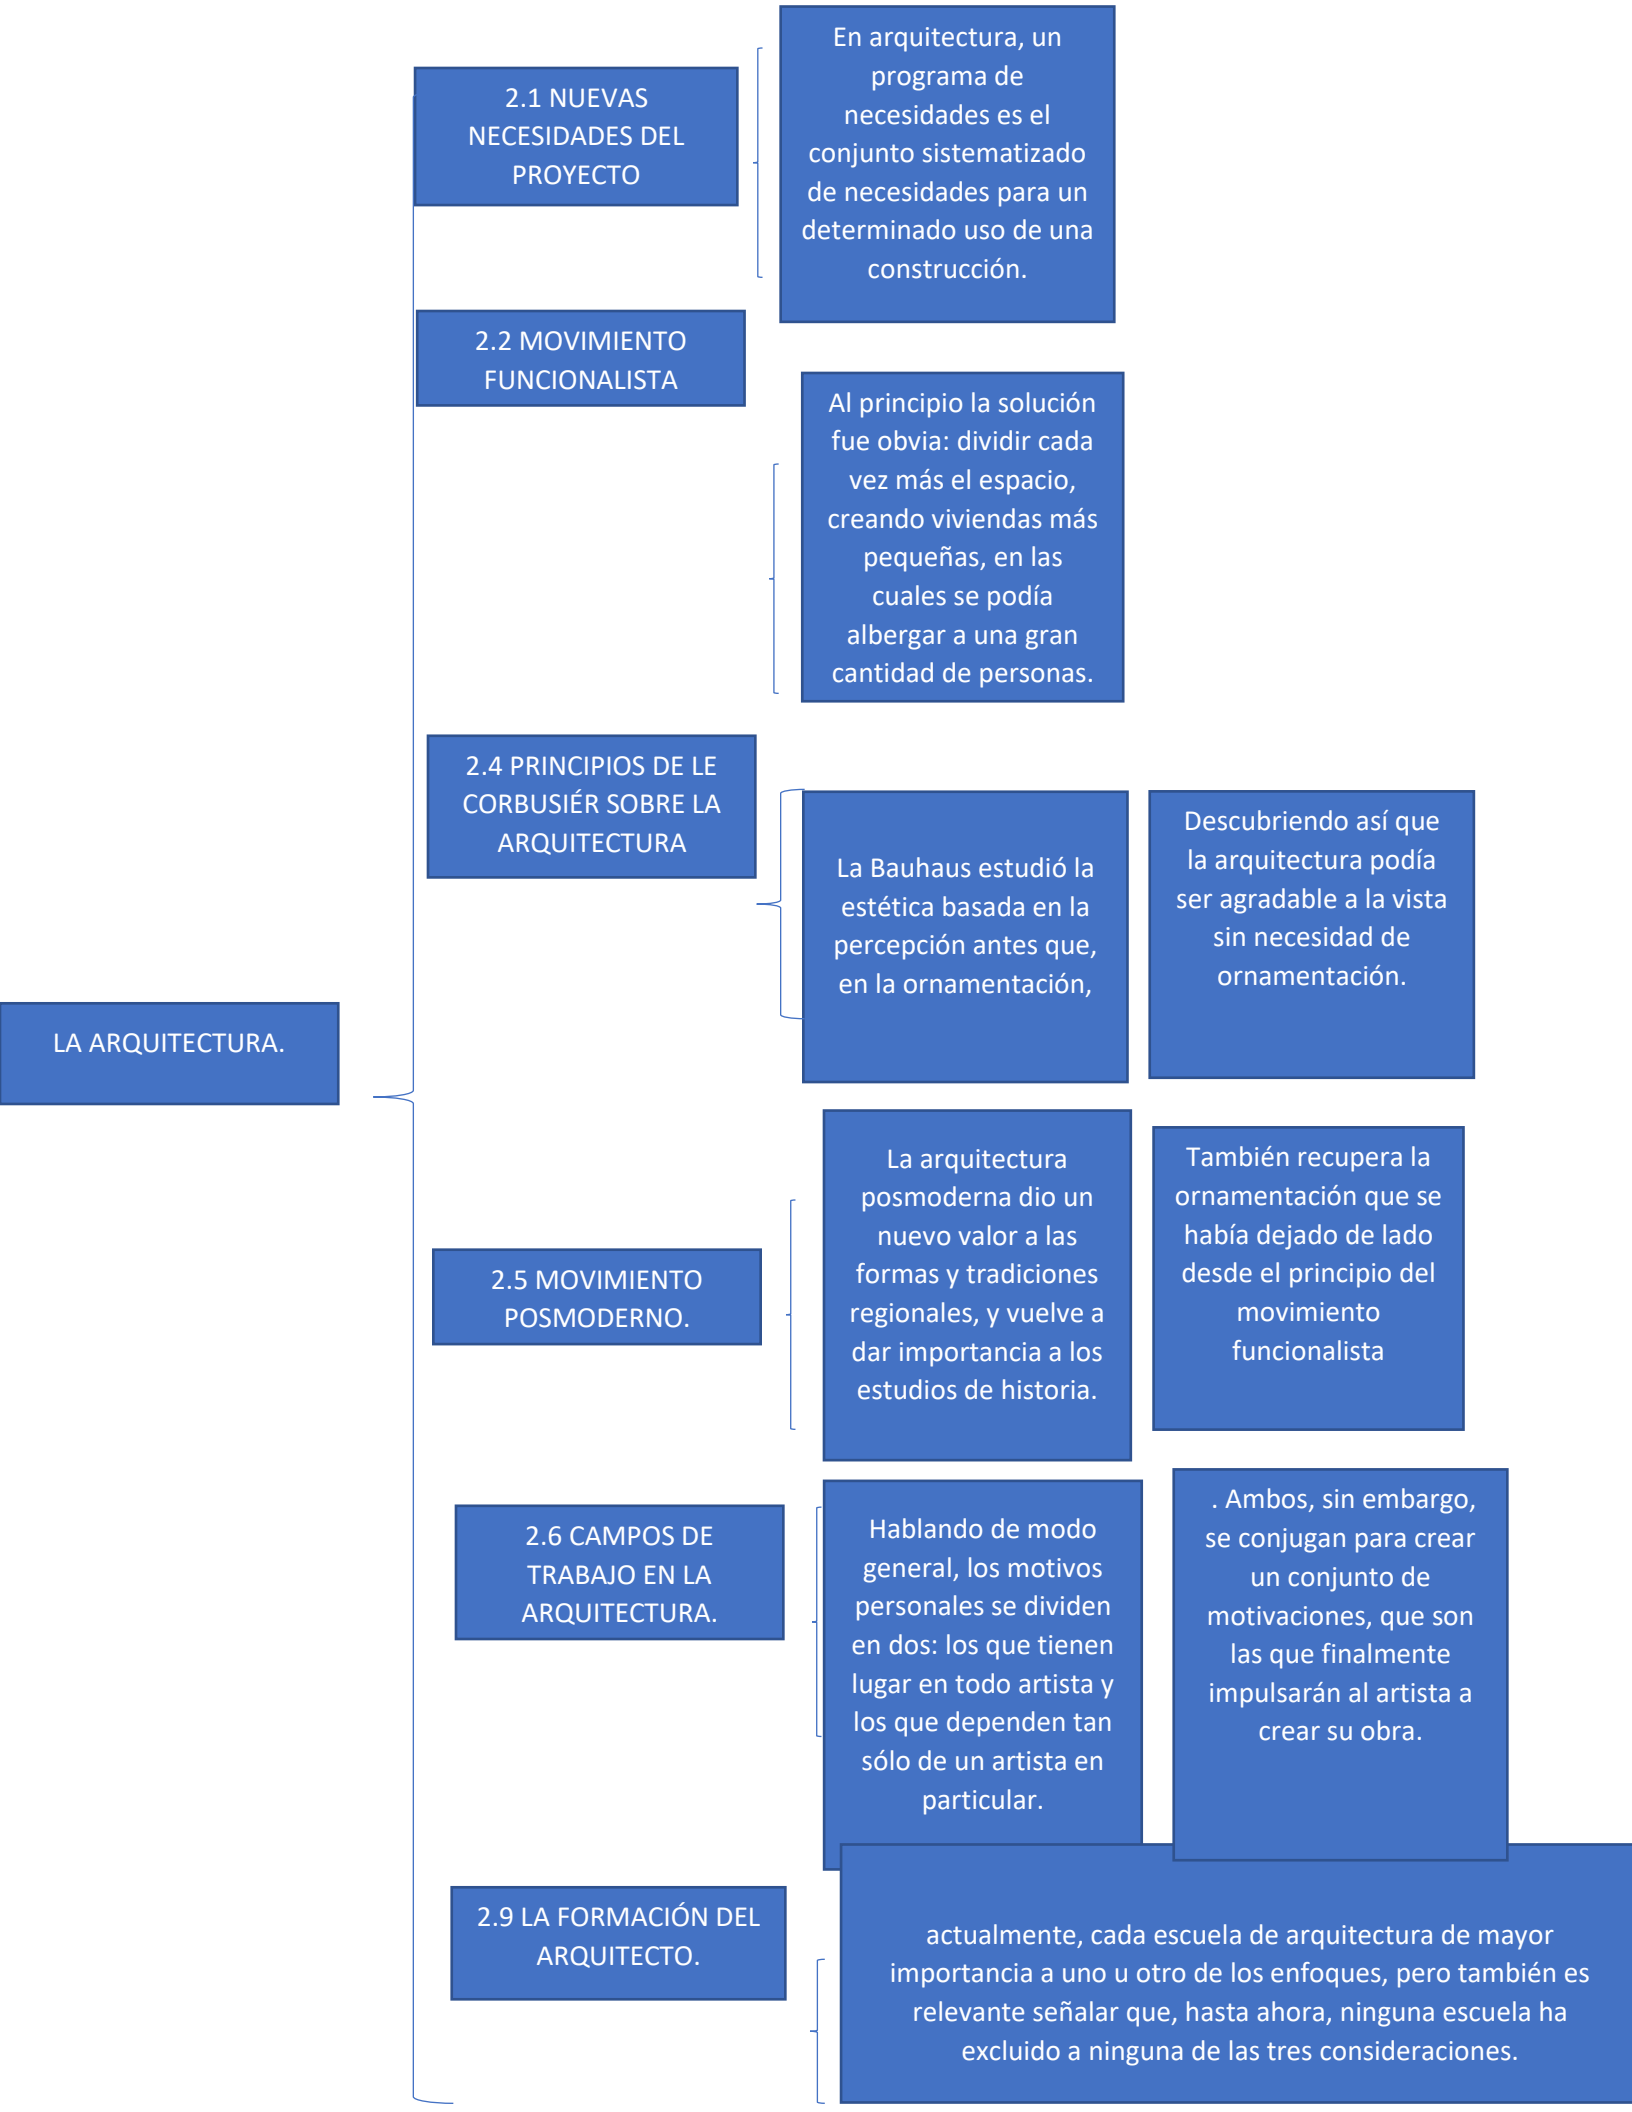 LA ARQUITECTURA.
2.1 NUEVAS
NECESIDADES DEL
PROYECTO
En arquitectura, un
programa de
necesidades es el
conjunto sistematizado
de necesidades para un
determinado uso de una
construcción.
2.2 MOVIMIENTO
FUNCIONALISTA
Al principio la solución
fue obvia: dividir cada
vez más el espacio,
creando viviendas más
pequeñas, en las
cuales se podía
albergar a una gran
cantidad de personas.
2.4 PRINCIPIOS DE LE
CORBUSIÉR SOBRE LA
ARQUITECTURA
La Bauhaus estudió la
estética basada en la
percepción antes que,
en la ornamentación,
Descubriendo así que
la arquitectura podía
ser agradable a la vista
sin necesidad de
ornamentación.
2.5 MOVIMIENTO
POSMODERNO.
La arquitectura
posmoderna dio un
nuevo valor a las
formas y tradiciones
regionales, y vuelve a
dar importancia a los
estudios de historia.
También recupera la
ornamentación que se
había dejado de lado
desde el principio del
movimiento
funcionalista
2.6 CAMPOS DE
TRABAJO EN LA
ARQUITECTURA.
Hablando de modo
general, los motivos
personales se dividen
en dos: los que tienen
lugar en todo artista y
los que dependen tan
sólo de un artista en
particular.
. Ambos, sin embargo,
se conjugan para crear
un conjunto de
motivaciones, que son
las que finalmente
impulsarán al artista a
crear su obra.
2.9 LA FORMACIÓN DEL
ARQUITECTO.
actualmente, cada escuela de arquitectura de mayor
importancia a uno u otro de los enfoques, pero también es
relevante señalar que, hasta ahora, ninguna escuela ha
excluido a ninguna de las tres consideraciones.